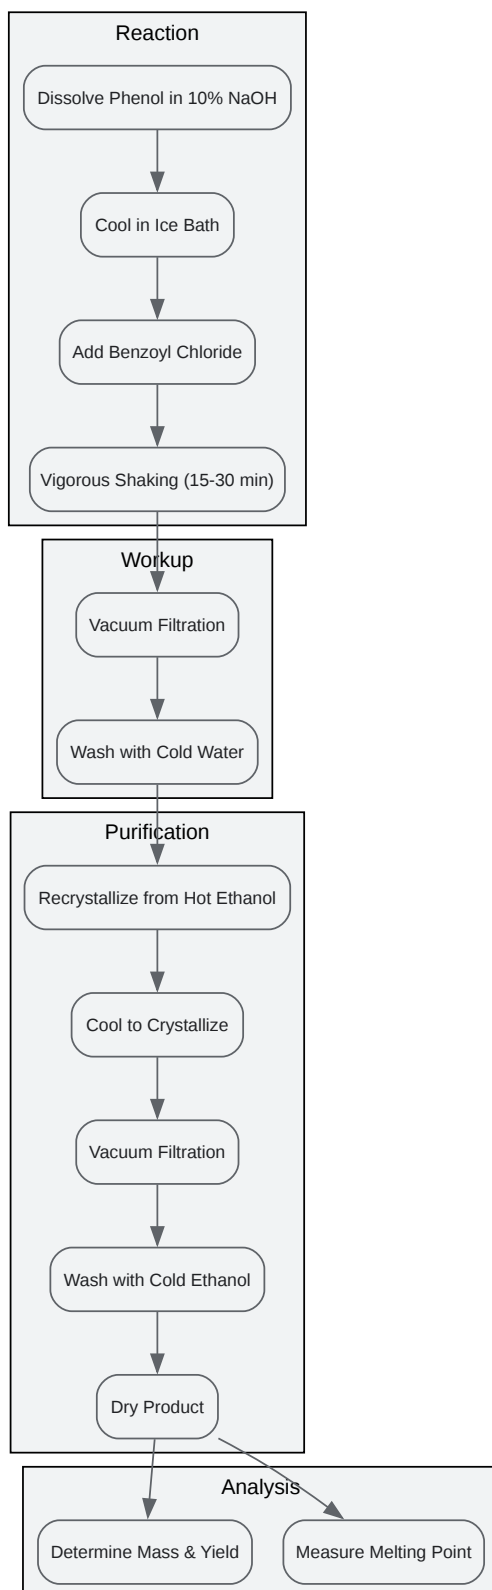 Reaction
Dissolve Phenol in 10% NaOH
Cool in Ice Bath
Add Benzoyl Chloride
Vigorous Shaking (15-30 min)
Workup
Vacuum Filtration
Wash with Cold Water
Purification
Recrystallize from Hot Ethanol
Cool to Crystallize
Vacuum Filtration
Wash with Cold Ethanol
Dry Product
Analysis
Determine Mass & Yield
Measure Melting Point